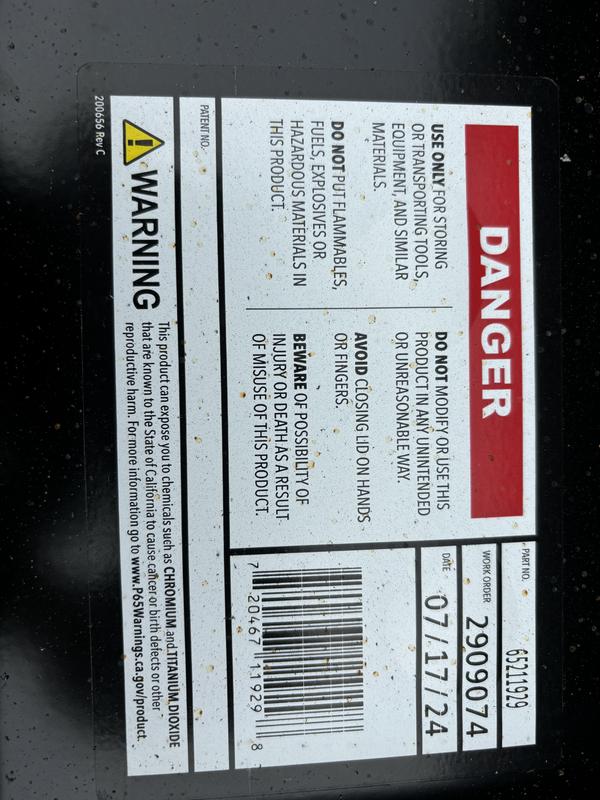 DANGER
USE ONLY FOR STORING
OR TRANSPORTING TOOLS,
EQUIPMENT, AND SIMILAR
MATERIALS.
DO NOT PUT FLAMMABLES,
FUELS, EXPLOSIVES OR
HAZARDOUS MATERIALS IN
THIS PRODUCT.
DO NOT MODIFY OR USE THIS
PRODUCT IN ANY UNINTENDED
OR UNREASONABLE WAY.
AVOID CLOSING LID ON HANDS
OR FINGERS.
BEWARE OF POSSIBILITY OF
INJURY OR DEATH AS A RESULT
OF MISUSE OF THIS PRODUCT.
PART NO. 65211929
WORK ORDER 2909074
DATE 07/17/24
7 20467 11929 8
PATENT NO.
WARNING
This product can expose you to chemicals such as CHROMIUM and TITANIUM DIOXIDE
that are known to the State of California to cause cancer or birth defects or other
reproductive harm. For more information go to www.P65Warnings.ca.gov/product.
200656 Rev C